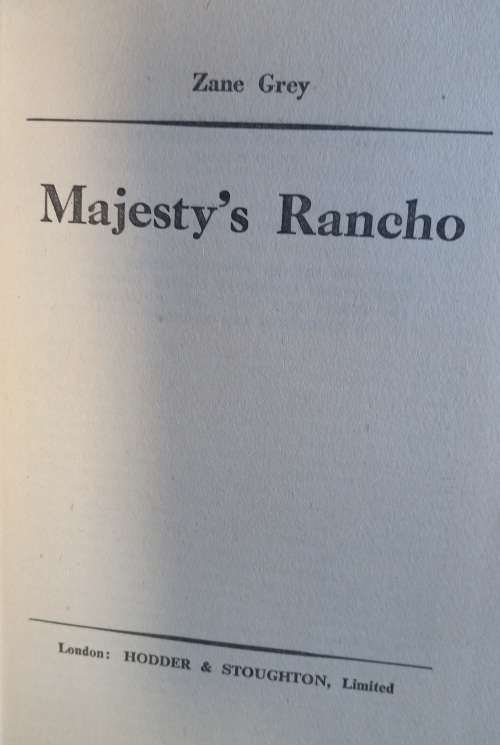 Zane Grey
Majesty's Rancho
London: HODDER & STOUGHTON, Limited